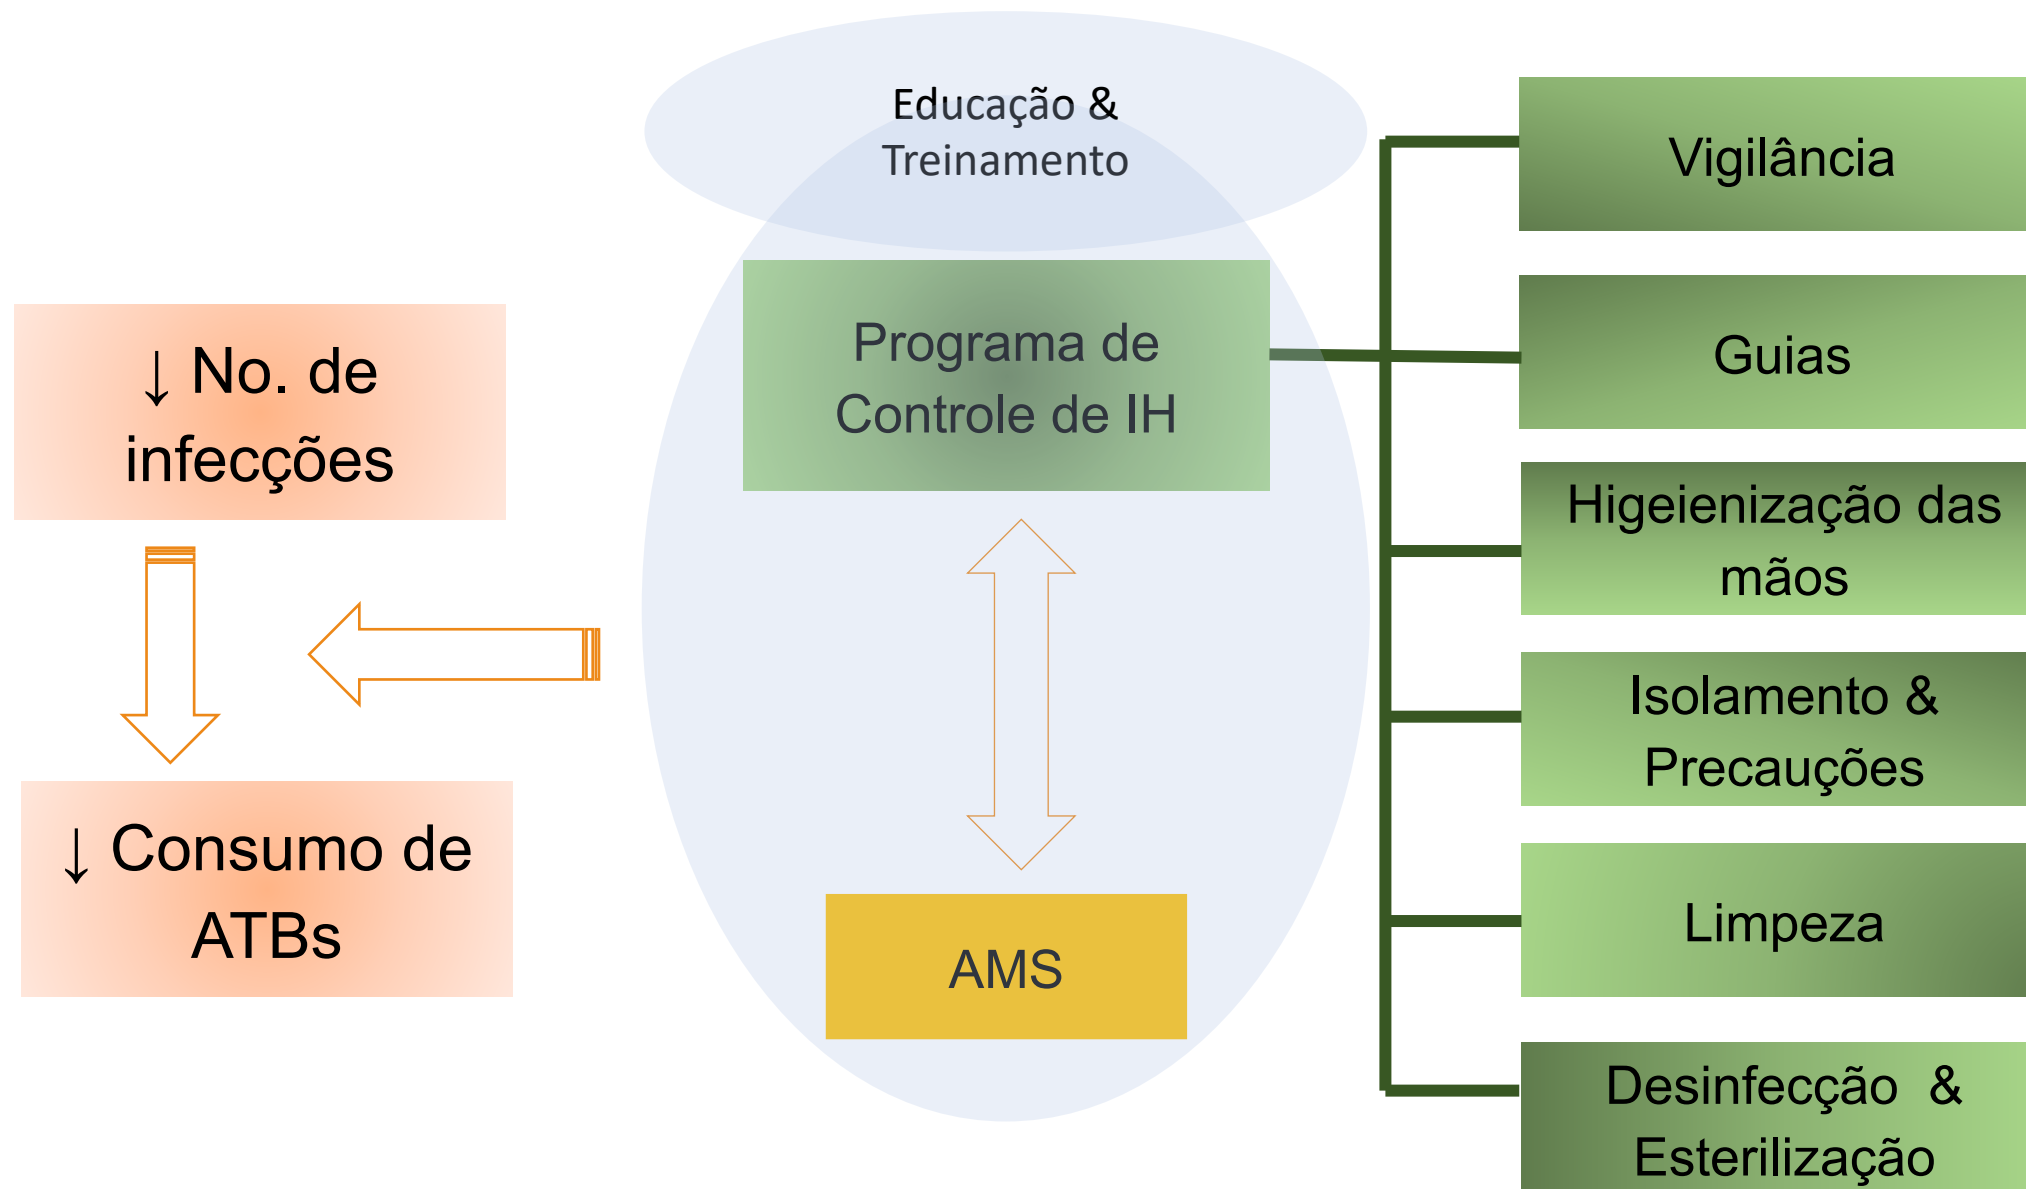 Educação &
Treinamento
Programa de
Controle de IH
AMS
↓ No. de
infecções
↓ Consumo de
ATBs
Vigilância
Guias
Higeienização das
mãos
Isolamento &
Precauções
Limpeza
Desinfecção &
Esterilização